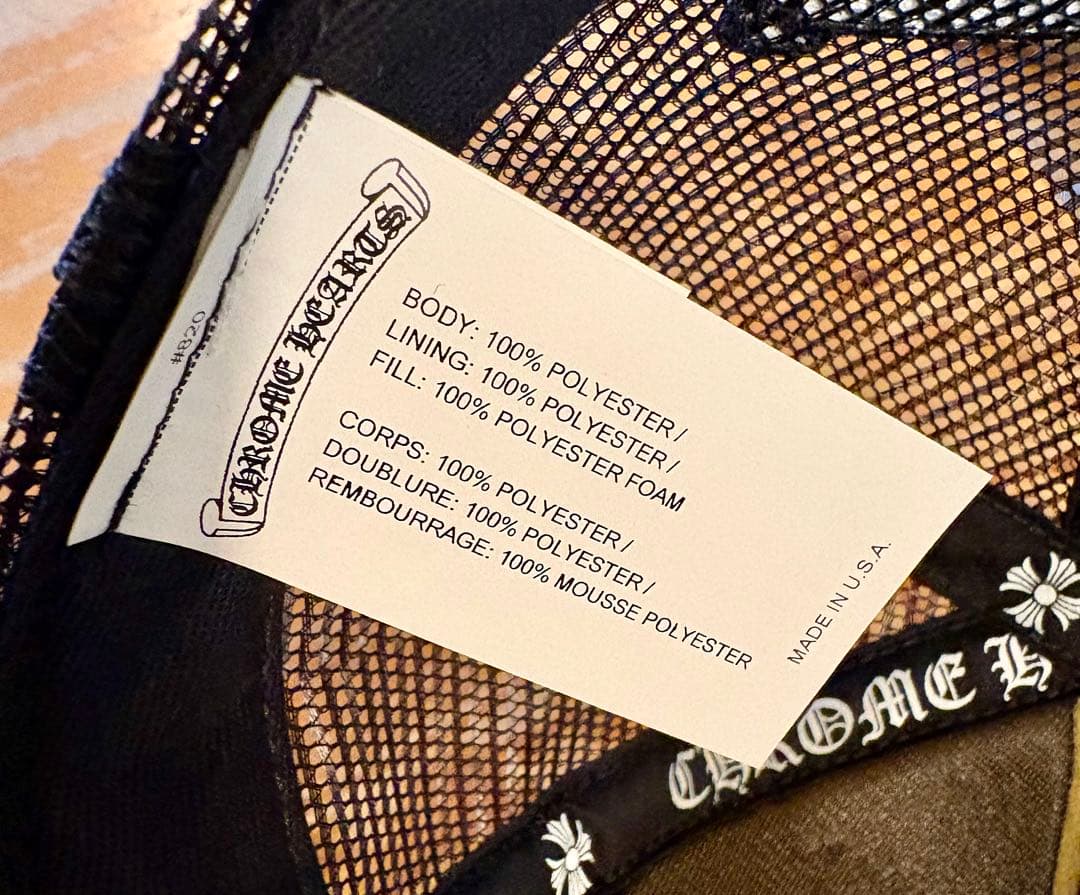 #820
CHROME HEARTS
BODY: 100% POLYESTER /
LINING: 100% POLYESTER /
FILL: 100% POLYESTER FOAM
CORPS: 100% POLYESTER /
DOUBLURE: 100% POLYESTER /
REMBOURRAGE: 100% MOUSSE POLYESTER
MADE IN U.S.A.
CHROME H